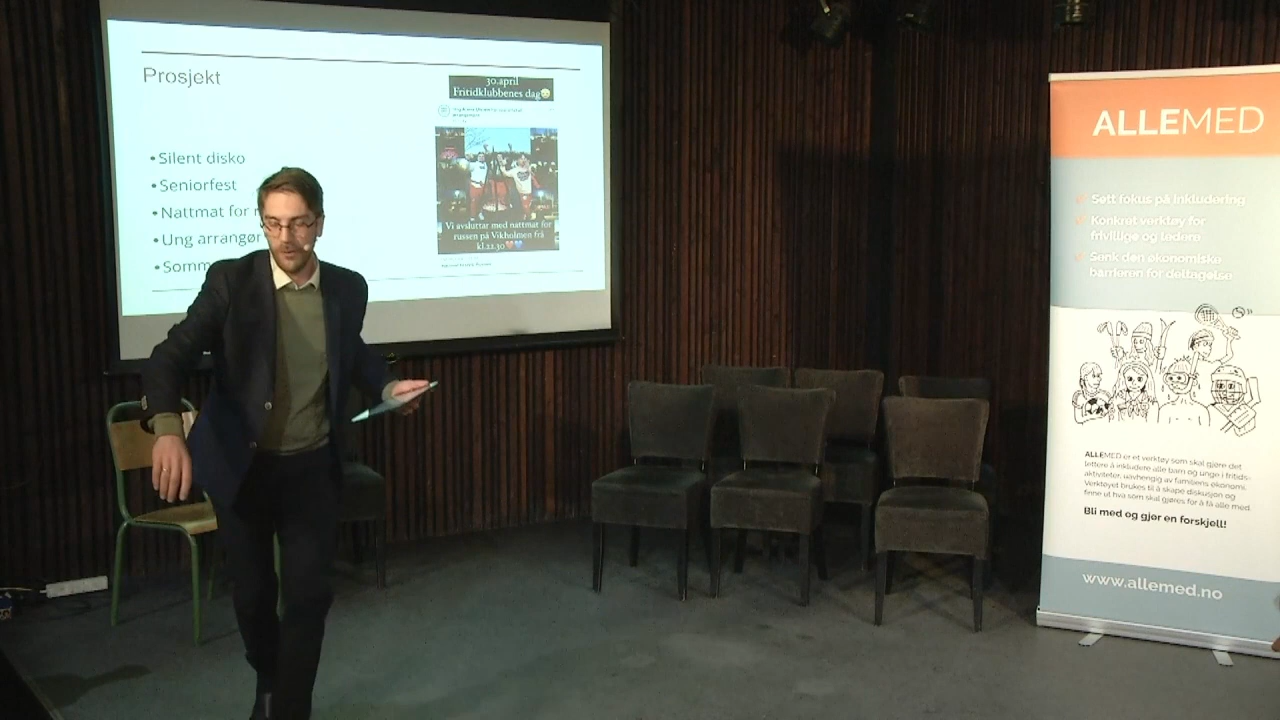 Prosjekt
• Silent disko
• Seniorfest
• Nattmat for
• Ung arrangør
• Somm
30.april
Fritidklubbenes dag
Vi avsluttar med nattmat for
russen på Vikholmen frå
kl.22.30
ALLEMED
Sett fokus på inkludering
Konkret verktøy for
frivillige og ledere
Senk den økonomiske
barrieren for deltagelse
ALLEMED er et verktøy som skal gjøre det
lettere å inkludere alle barn og unge i fritids-
aktiviteter, uavhengig av familiens økonomi.
Verktøyet brukes til å skape diskusjon og
finne ut hva som skal gjøres for å få alle med.
Bli med og gjør en forskjell!
www.allemed.no